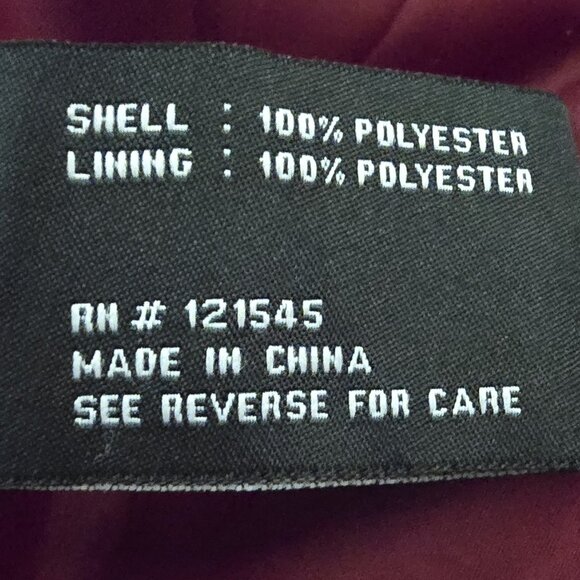 SHELL : 100% POLYESTER
LINING : 100% POLYESTER
RN # 121545
MADE IN CHINA
SEE REVERSE FOR CARE